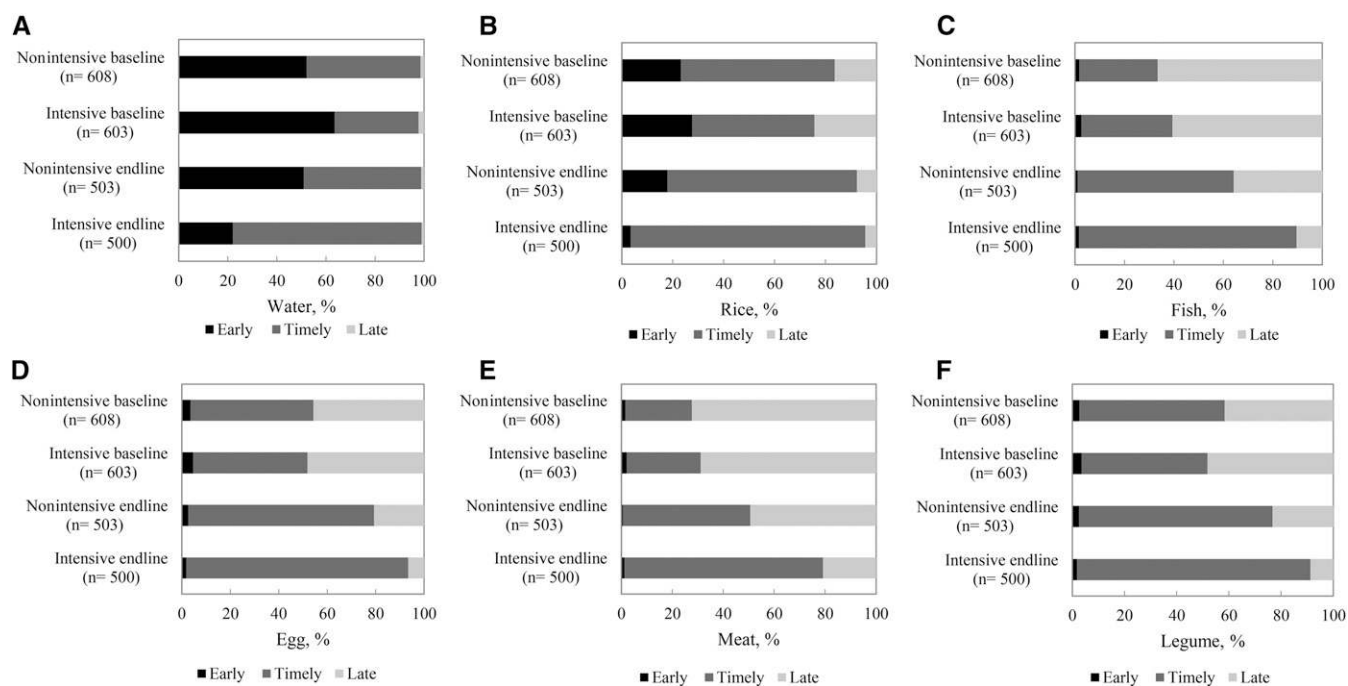 A
Nonintensive baseline
(n= 608)
Intensive baseline
(n= 603)
Nonintensive endline
(n= 503)
Intensive endline
(n= 500)
0 20 40 60 80 100
Water, %
Early Timely Late
B
Nonintensive baseline
(n= 608)
Intensive baseline
(n= 603)
Nonintensive endline
(n= 503)
Intensive endline
(n= 500)
0 20 40 60 80 100
Rice, %
Early Timely Late
C
Nonintensive baseline
(n= 608)
Intensive baseline
(n= 603)
Nonintensive endline
(n= 503)
Intensive endline
(n= 500)
0 20 40 60 80 100
Fish, %
Early Timely Late
D
Nonintensive baseline
(n= 608)
Intensive baseline
(n= 603)
Nonintensive endline
(n= 503)
Intensive endline
(n= 500)
0 20 40 60 80 100
Egg, %
Early Timely Late
E
Nonintensive baseline
(n= 608)
Intensive baseline
(n= 603)
Nonintensive endline
(n= 503)
Intensive endline
(n= 500)
0 20 40 60 80 100
Meat, %
Early Timely Late
F
Nonintensive baseline
(n= 608)
Intensive baseline
(n= 603)
Nonintensive endline
(n= 503)
Intensive endline
(n= 500)
0 20 40 60 80 100
Legume, %
Early Timely Late